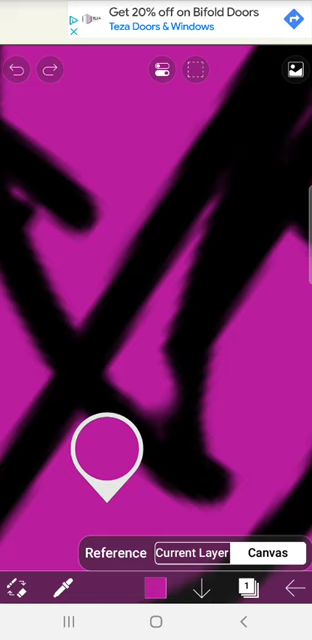 Get 20% off on Bifold Doors
Teza Doors & Windows
Reference Current Layer Canvas
1